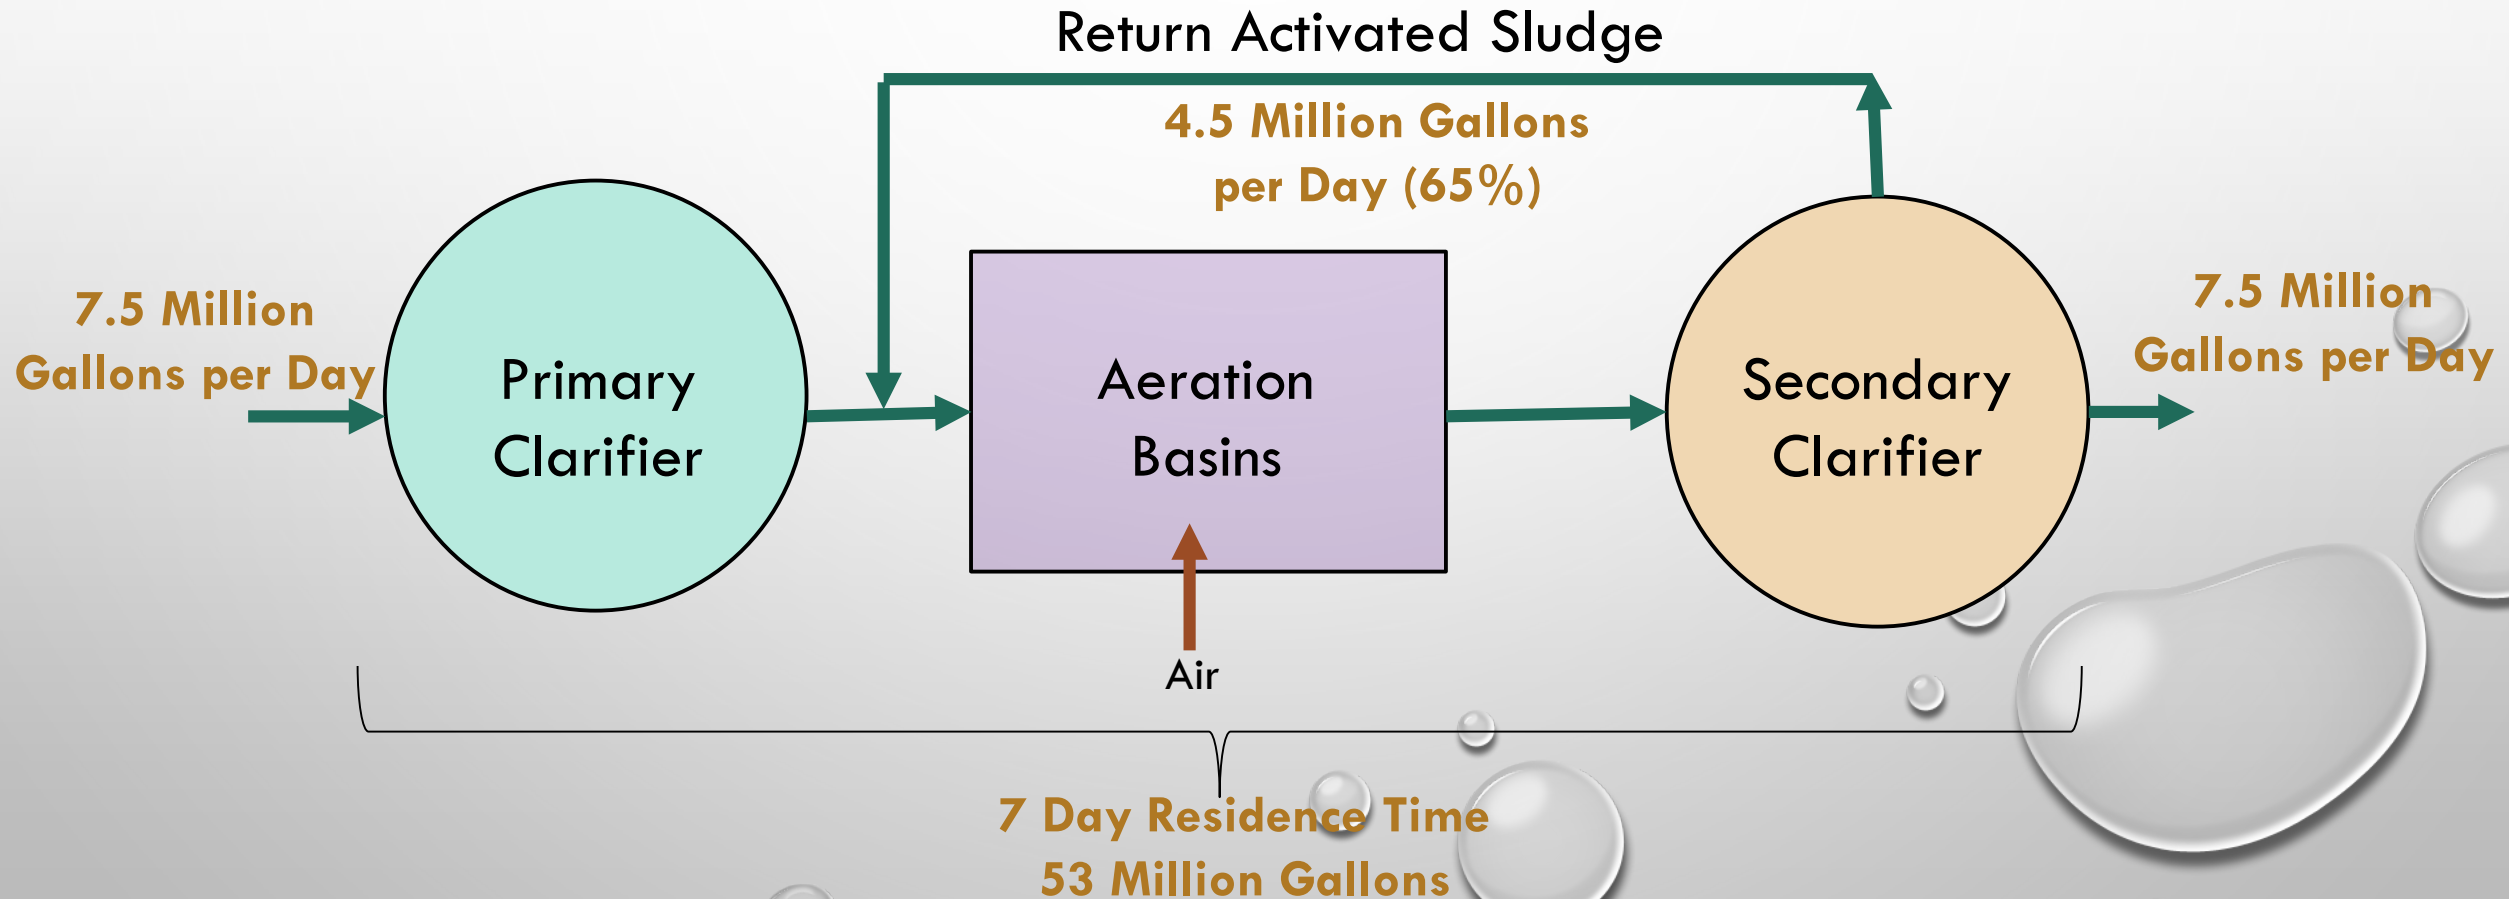 Return Activated Sludge
4.5 Million Gallons
per Day (65%)
7.5 Million
Gallons per Day
Primary
Clarifier
Aeration
Basins
Secondary
Clarifier
7.5 Million
Gallons per Day
Air
7 Day Residence Time
53 Million Gallons